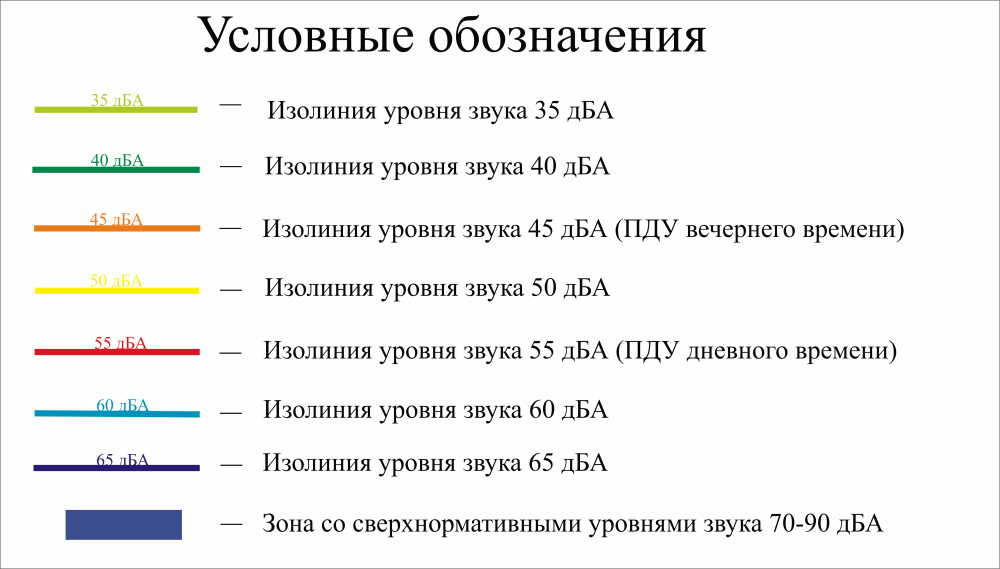 Условные обозначения
35 дБА — Изолиния уровня звука 35 дБА
40 дБА — Изолиния уровня звука 40 дБА
45 дБА — Изолиния уровня звука 45 дБА (ПДУ вечернего времени)
50 дБА — Изолиния уровня звука 50 дБА
55 дБА — Изолиния уровня звука 55 дБА (ПДУ дневного времени)
60 дБА — Изолиния уровня звука 60 дБА
65 дБА — Изолиния уровня звука 65 дБА
— Зона со сверхнормативными уровнями звука 70-90 дБА